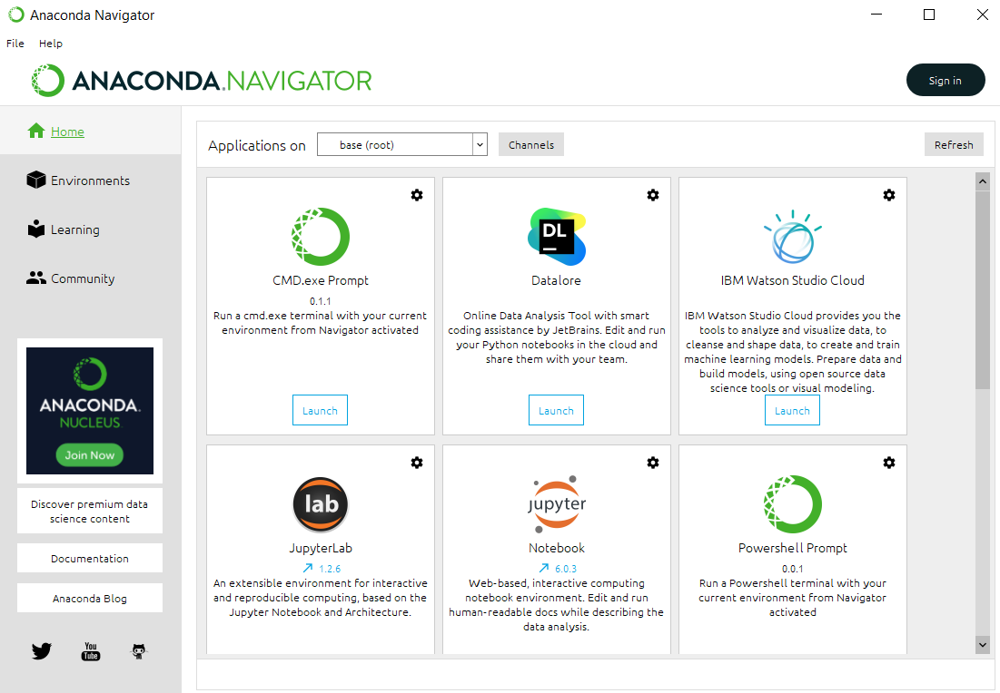 Anaconda Navigator
File Help
ANACONDA.NAVIGATOR
Sign in
Home
Environments
Learning
Community
ANACONDA.
NUCLEUS
Join Now
Discover premium data
science content
Documentation
Anaconda Blog
You
Tube
Applications on
base (root)
Channels
Refresh
CMD.exe Prompt
0.1.1
Run a cmd.exe terminal with your current
environment from Navigator activated
Launch
DL
Datalore
Online Data Analysis Tool with smart
coding assistance by JetBrains. Edit and run
your Python notebooks in the cloud and
share them with your team.
Launch
IBM Watson Studio Cloud
IBM Watson Studio Cloud provides you the
tools to analyze and visualize data, to
cleanse and shape data, to create and train
machine learning models. Prepare data and
build models, using open source data
science tools or visual modeling.
Launch
lab
JupyterLab
1.2.6
An extensible environment for interactive
and reproducible computing, based on the
Jupyter Notebook and Architecture.
jupyter
Notebook
6.0.3
Web-based, interactive computing
notebook environment. Edit and run
human-readable docs while describing the
data analysis.
Powershell Prompt
0.0.1
Run a Powershell terminal with your
current environment from Navigator
activated